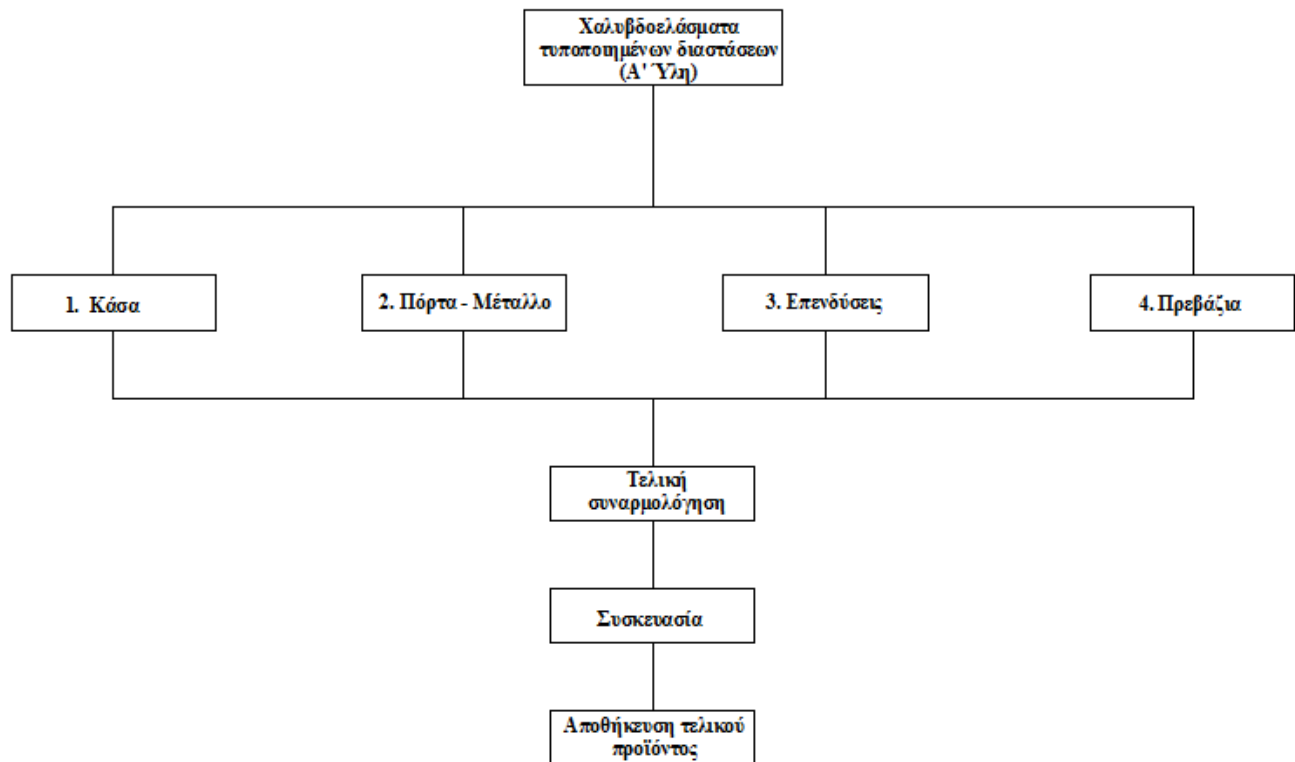 Χαλυβδοελάσματα
τυποποιημένων διαστάσεων
(Α' Ύλη)
1. Κάσα
2. Πόρτα - Μέταλλο
3. Επενδύσεις
4. Πρεβάζια
Τελική
συναρμολόγηση
Συσκευασία
Αποθήκευση τελικού
προϊόντος